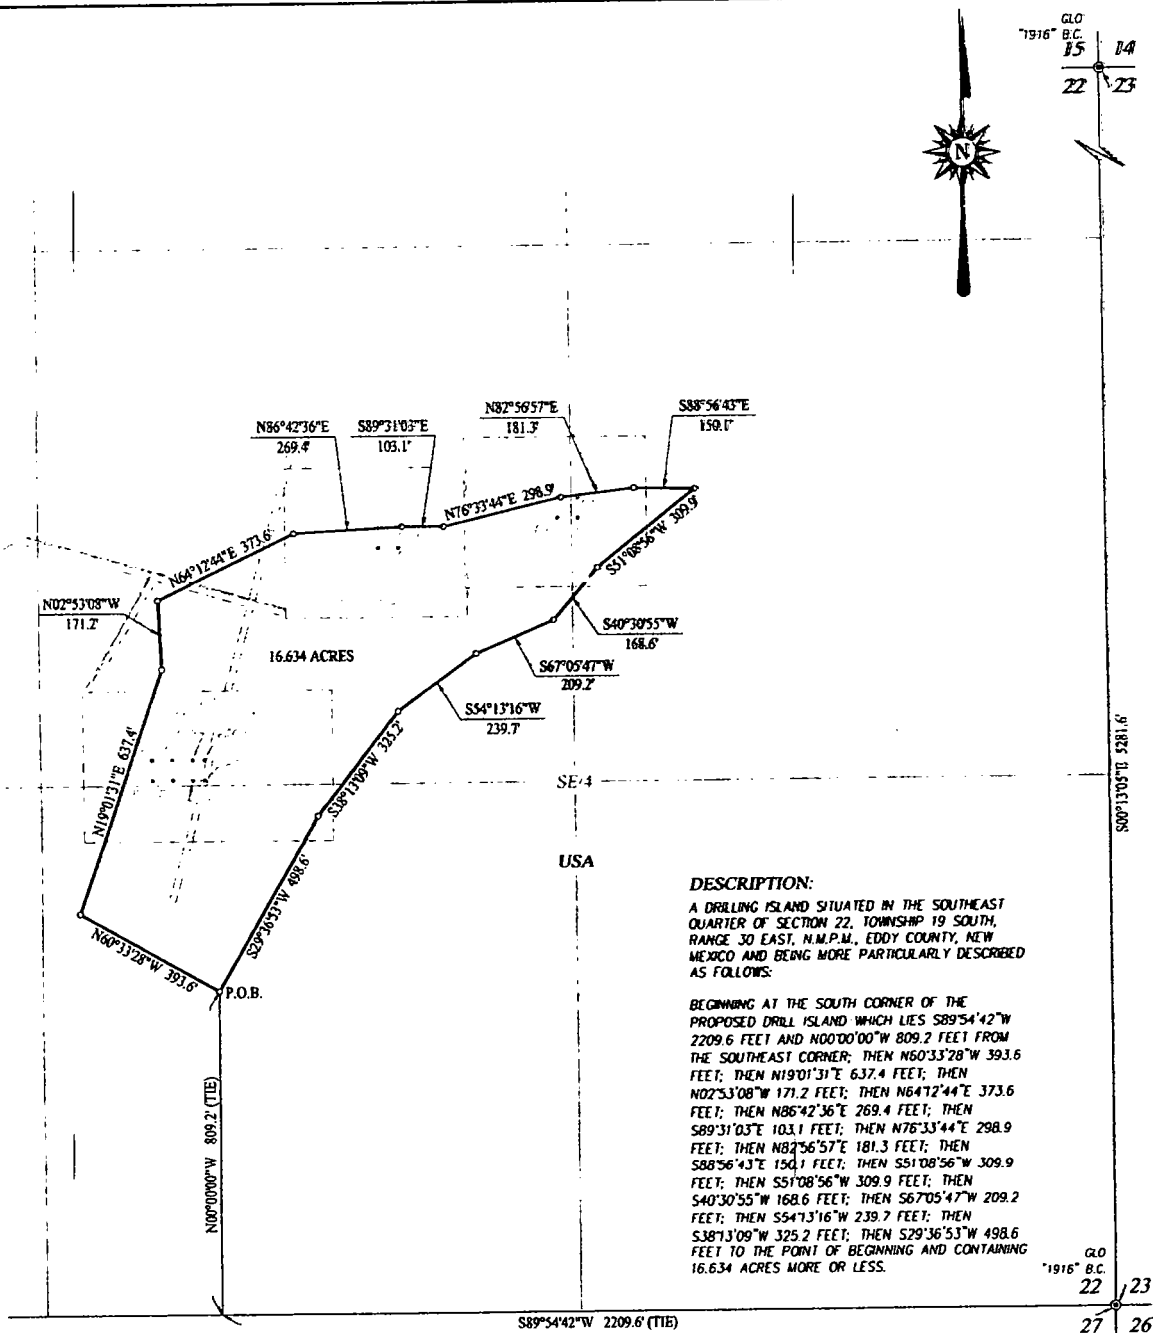 GLO
"1916" B.C.
15 14
22 23
N
N82°56'57"E
181.3'
S88°56'43"E
150.1'
N86°42'36"E
269.4'
S89°31'03"E
103.1'
N76°33'44"E 298.9'
N64°12'44"E 373.6'
S51°08'56"W 309.9'
N02°53'08"W
171.2'
S40°30'55"W
168.6'
16.634 ACRES
S67°05'47"W
209.2'
S54°13'16"W
239.7'
N19°01'31"E 637.4'
S38°13'09"W 325.2'
SE/4
S00°13'05"E 5281.6'
USA
S29°36'53"W 498.6'
N60°33'28"W 393.6'
P.O.B.
N00°00'00"W 809.2' (TIE)
DESCRIPTION:
A DRILLING ISLAND SITUATED IN THE SOUTHEAST
QUARTER OF SECTION 22, TOWNSHIP 19 SOUTH,
RANGE 30 EAST, N.M.P.M., EDDY COUNTY, NEW
MEXICO AND BEING MORE PARTICULARLY DESCRIBED
AS FOLLOWS:
BEGINNING AT THE SOUTH CORNER OF THE
PROPOSED DRILL ISLAND WHICH LIES S89°54'42"W
2209.6 FEET AND N00°00'00"W 809.2 FEET FROM
THE SOUTHEAST CORNER; THEN N60°33'28"W 393.6
FEET; THEN N19°01'31"E 637.4 FEET; THEN
N02°53'08"W 171.2 FEET; THEN N64°12'44"E 373.6
FEET; THEN N86°42'36"E 269.4 FEET; THEN
S89°31'03"E 103.1 FEET; THEN N76°33'44"E 298.9
FEET; THEN N82°56'57"E 181.3 FEET; THEN
S88°56'43"E 150.1 FEET; THEN S51°08'56"W 309.9
FEET; THEN S51°08'56"W 309.9 FEET; THEN
S40°30'55"W 168.6 FEET; THEN S67°05'47"W 209.2
FEET; THEN S54°13'16"W 239.7 FEET; THEN
S38°13'09"W 325.2 FEET; THEN S29°36'53"W 498.6
FEET TO THE POINT OF BEGINNING AND CONTAINING
16.634 ACRES MORE OR LESS.
GLO
"1916" B.C.
22 23
27 26
S89°54'42"W 2209.6' (TIE)